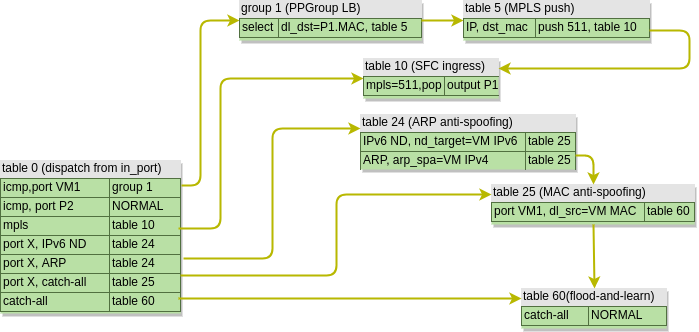 group 1 (PPGroup LB)
select dl_dst=P1.MAC, table 5
table 5 (MPLS push)
IP, dst_mac push 511, table 10
table 10 (SFC ingress)
mpls=511,pop output P1
table 24 (ARP anti-spoofing)
IPv6 ND, nd_target=VM IPv6 table 25
ARP, arp_spa=VM IPv4 table 25
table 0 (dispatch from in_port)
icmp,port VM1 group 1
icmp, port P2 NORMAL
mpls table 10
port X, IPv6 ND table 24
port X, ARP table 24
port X, catch-all table 25
catch-all table 60
table 25 (MAC anti-spoofing)
port VM1, dl_src=VM MAC table 60
table 60(flood-and-learn)
catch-all NORMAL